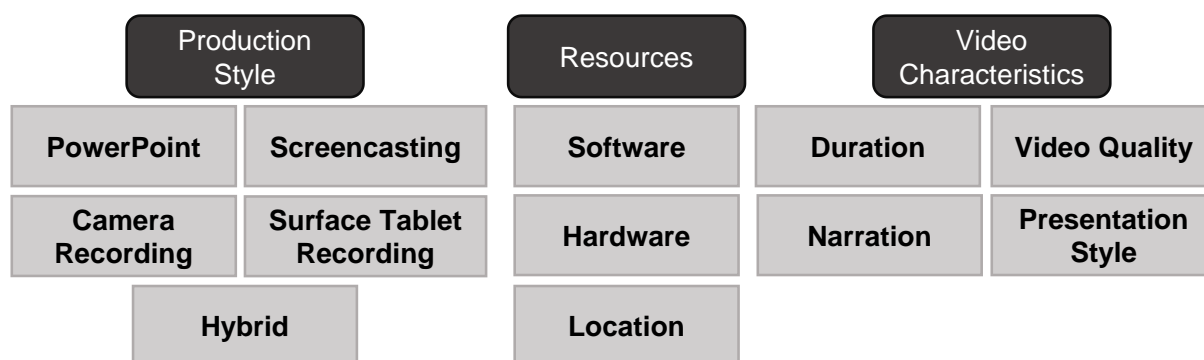 Production
Style
Resources
Video
Characteristics
PowerPoint
Screencasting
Software
Duration
Video Quality
Camera
Recording
Surface Tablet
Recording
Hardware
Narration
Presentation
Style
Hybrid
Location